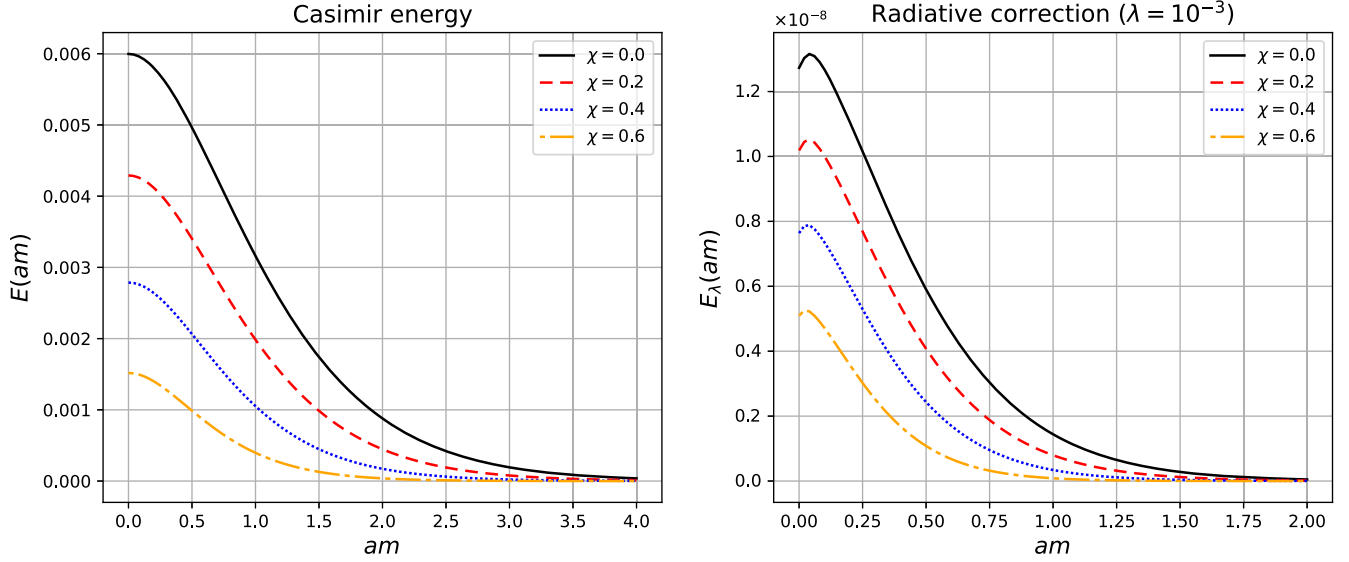 Casimir energy
E(am)
0.006
0.005
0.004
0.003
0.002
0.001
0.000
χ = 0.0
χ = 0.2
χ = 0.4
χ = 0.6
0.0 0.5 1.0 1.5 2.0 2.5 3.0 3.5 4.0
am
Radiative correction (λ = 10⁻³)
×10⁻⁸
E_λ(am)
1.2
1.0
0.8
0.6
0.4
0.2
0.0
χ = 0.0
χ = 0.2
χ = 0.4
χ = 0.6
0.00 0.25 0.50 0.75 1.00 1.25 1.50 1.75 2.00
am